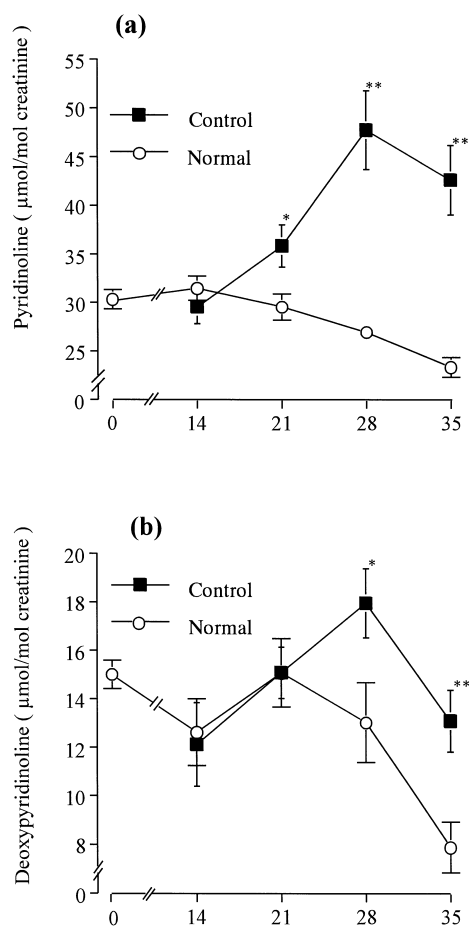 (a)
Pyridinoline ( μmol/mol creatinine )
55
50
45
40
35
30
25
0
Control
Normal
*
**
**
0 14 21 28 35
(b)
Deoxypyridinoline ( μmol/mol creatinine )
20
18
16
14
12
10
8
0
Control
Normal
*
**
0 14 21 28 35